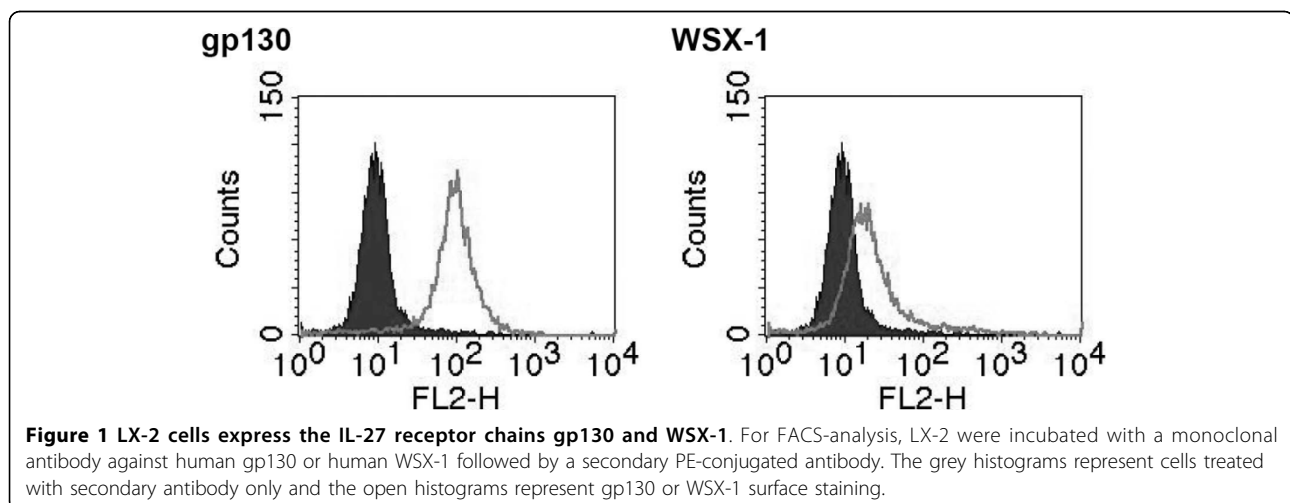 gp130
WSX-1
150
Counts
0
10^0 10^1 10^2 10^3 10^4
FL2-H
150
Counts
0
10^0 10^1 10^2 10^3 10^4
FL2-H
Figure 1 LX-2 cells express the IL-27 receptor chains gp130 and WSX-1. For FACS-analysis, LX-2 were incubated with a monoclonal
antibody against human gp130 or human WSX-1 followed by a secondary PE-conjugated antibody. The grey histograms represent cells treated
with secondary antibody only and the open histograms represent gp130 or WSX-1 surface staining.